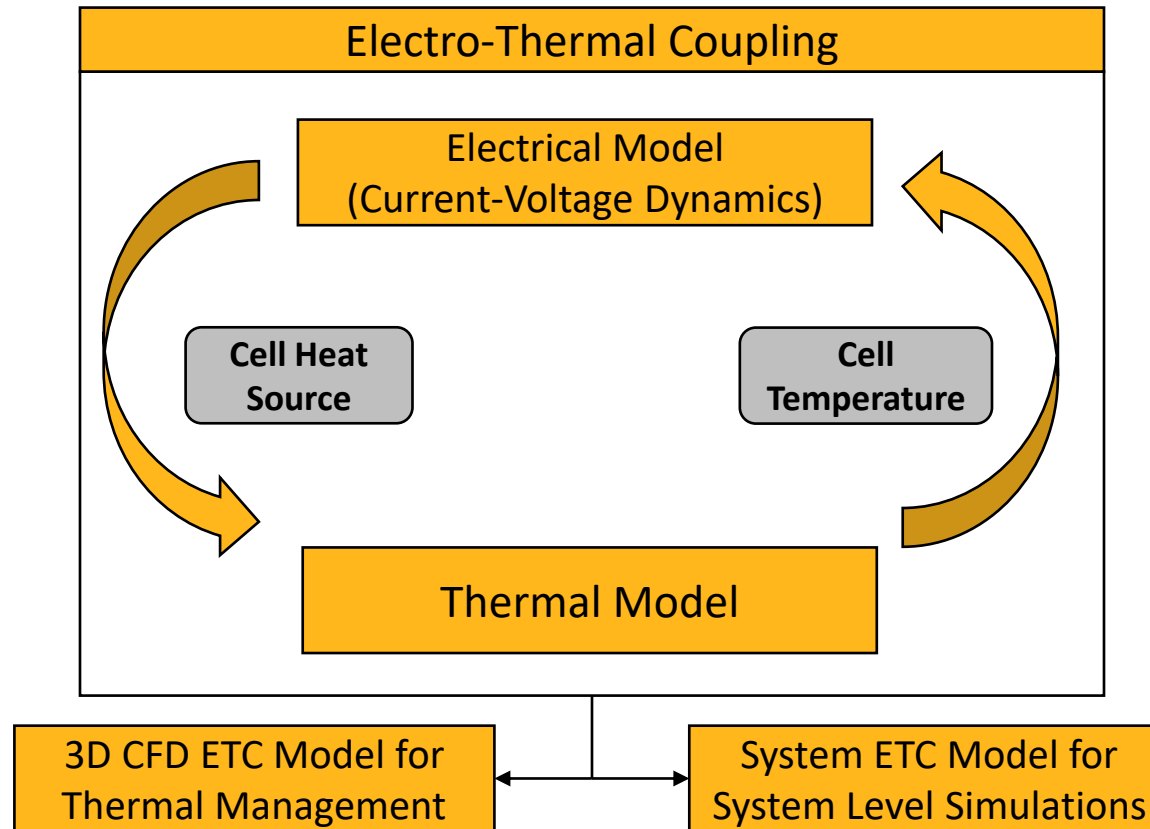 Electro-Thermal Coupling
Electrical Model
(Current-Voltage Dynamics)
Cell Heat
Source
Cell
Temperature
Thermal Model
3D CFD ETC Model for
Thermal Management
System ETC Model for
System Level Simulations